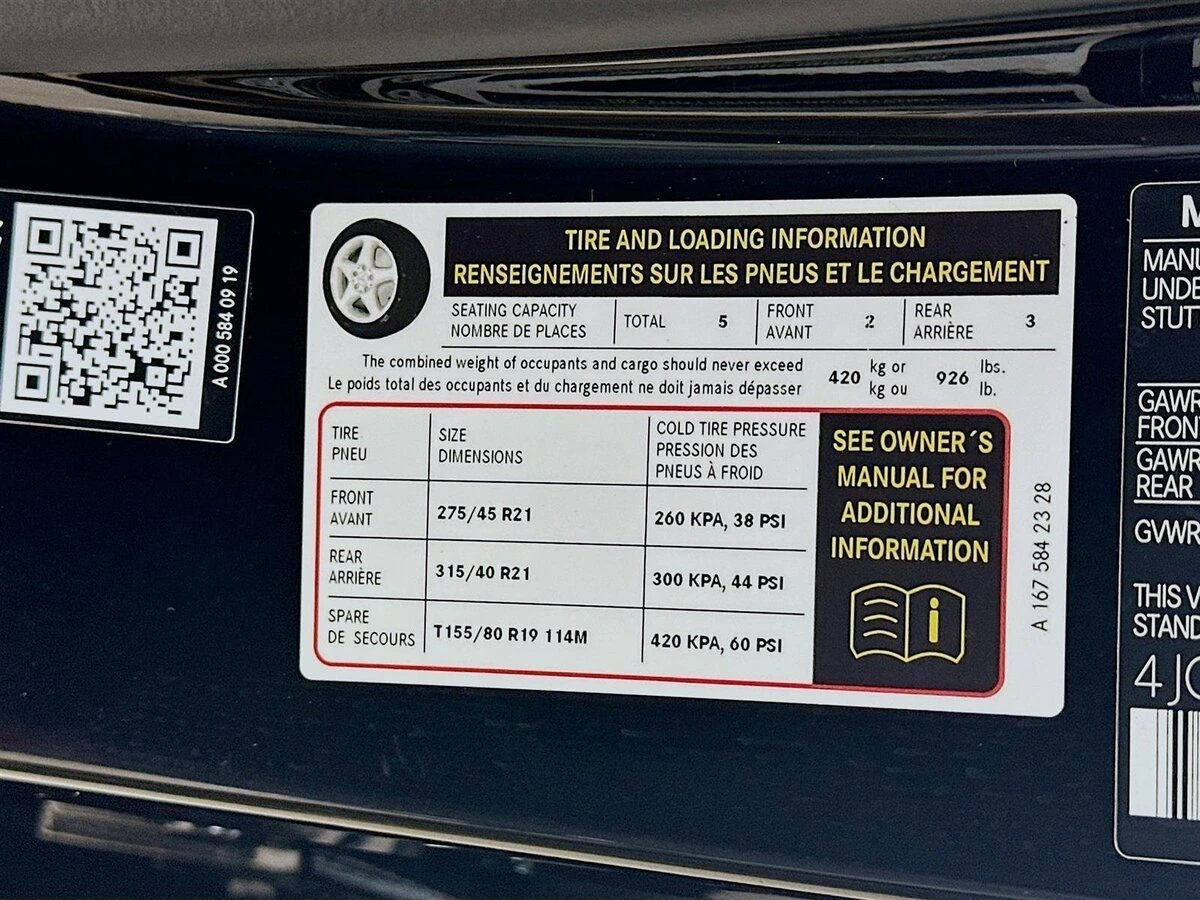 A 000 584 09 19
TIRE AND LOADING INFORMATION
RENSEIGNEMENTS SUR LES PNEUS ET LE CHARGEMENT
SEATING CAPACITY
NOMBRE DE PLACES
TOTAL 5
FRONT
AVANT
2
REAR
ARRIÈRE
3
The combined weight of occupants and cargo should never exceed
Le poids total des occupants et du chargement ne doit jamais dépasser
420 kg or
kg ou
926 lbs.
lb.
TIRE
PNEU
SIZE
DIMENSIONS
COLD TIRE PRESSURE
PRESSION DES
PNEUS À FROID
FRONT
AVANT
275/45 R21
260 KPA, 38 PSI
REAR
ARRIÈRE
315/40 R21
300 KPA, 44 PSI
SPARE
DE SECOURS
T155/80 R19 114M
420 KPA, 60 PSI
SEE OWNER´S
MANUAL FOR
ADDITIONAL
INFORMATION
A 167 584 23 28
M
MANU
UNDE
STUTT
GAWR
FRONT
GAWR
REAR
GVWR
THIS V
STAND
4JG